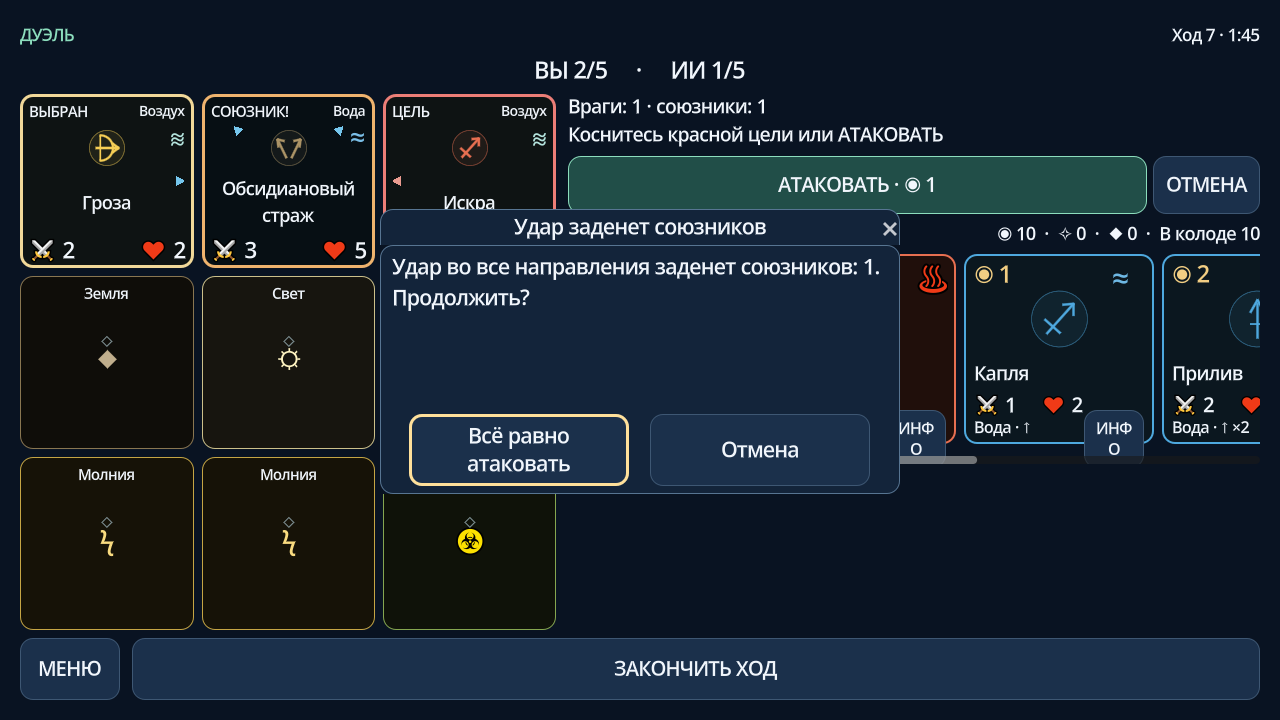 ДУЭЛЬ
Ход 7 · 1:45
ВЫ 2/5 · ИИ 1/5
ВЫБРАН Воздух
Гроза
2 2
СОЮЗНИК! Вода
Обсидиановый
страж
3 5
ЦЕЛЬ Воздух
Искра
Враги: 1 · союзники: 1
Коснитесь красной цели или АТАКОВАТЬ
АТАКОВАТЬ · ◉ 1
ОТМЕНА
◉ 10 · ✧ 0 · ◆ 0 · В колоде 10
Удар заденет союзников ×
Удар во все направления заденет союзников: 1.
Продолжить?
Всё равно
атаковать
Отмена
ИНФ
О
◉ 1
Капля
1 2
Вода · ↑
ИНФ
О
◉ 2
Прилив
2
Вода · ↑ ×2
Земля
Свет
Молния
Молния
МЕНЮ
ЗАКОНЧИТЬ ХОД